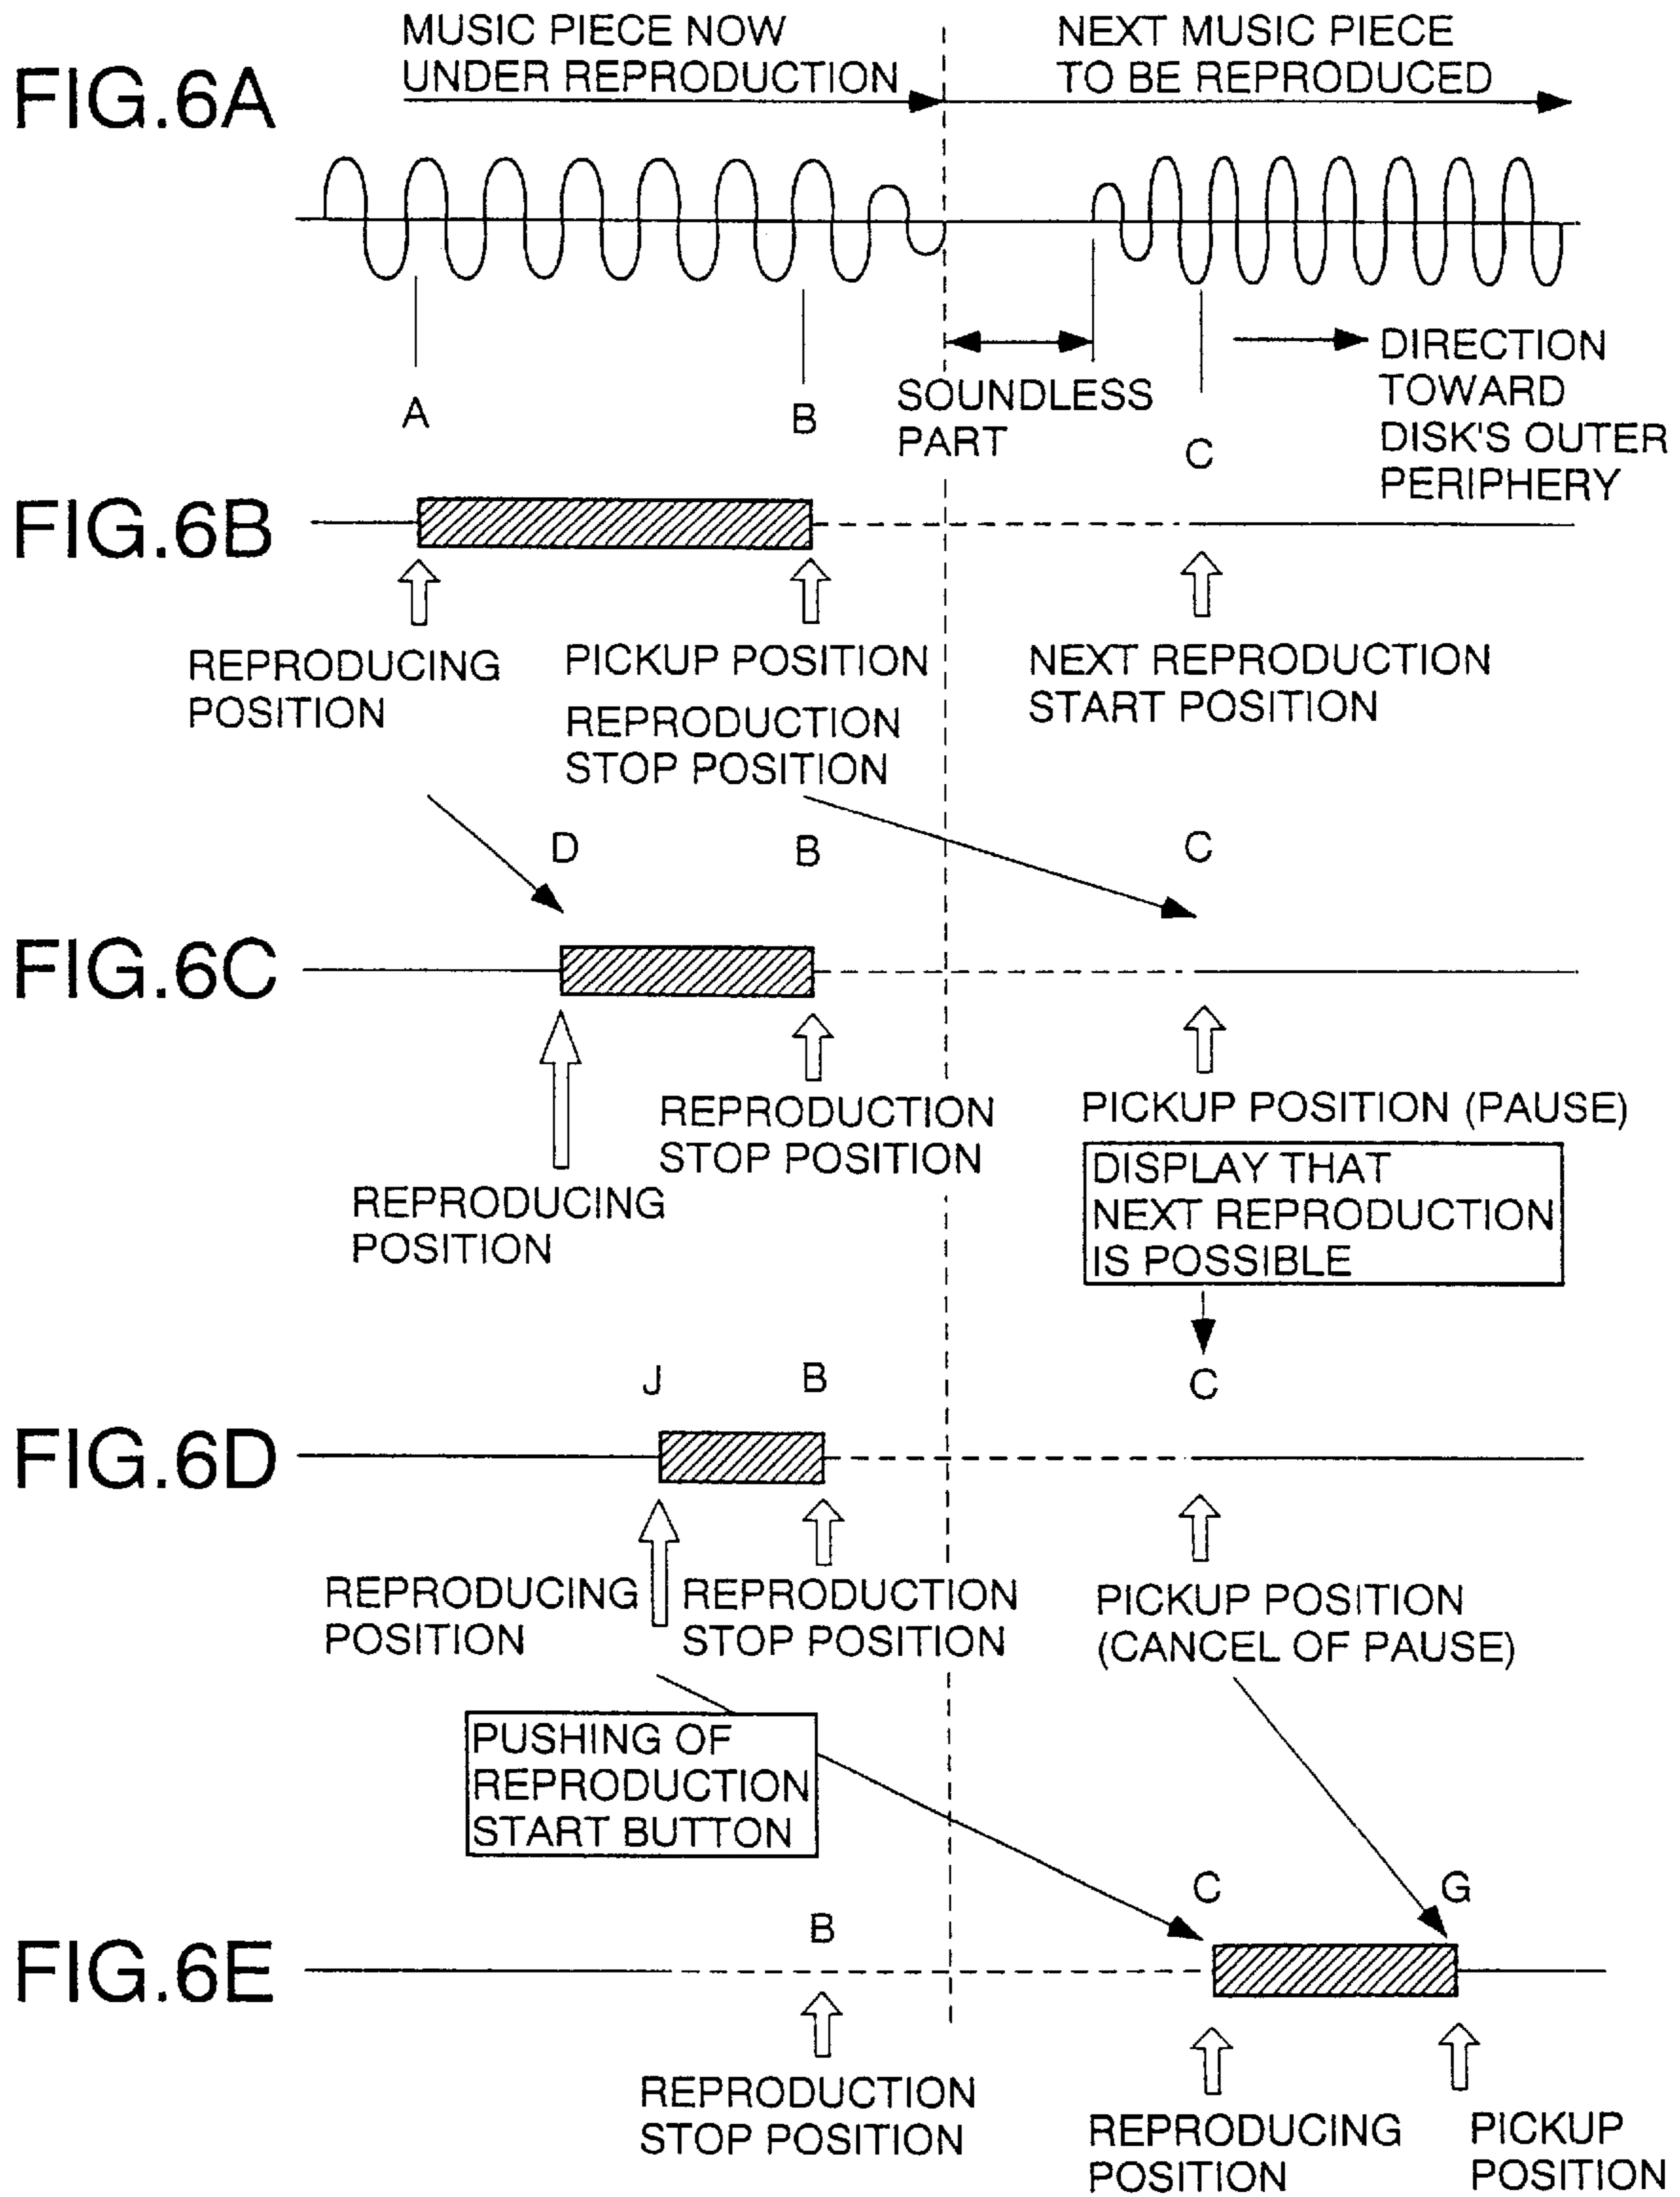 FIG.6A
MUSIC PIECE NOW
UNDER REPRODUCTION
NEXT MUSIC PIECE
TO BE REPRODUCED
A
B
SOUNDLESS
PART
C
DIRECTION
TOWARD
DISK'S OUTER
PERIPHERY
FIG.6B
REPRODUCING
POSITION
PICKUP POSITION
REPRODUCTION
STOP POSITION
NEXT REPRODUCTION
START POSITION
D
B
C
FIG.6C
REPRODUCING
POSITION
REPRODUCTION
STOP POSITION
PICKUP POSITION (PAUSE)
DISPLAY THAT
NEXT REPRODUCTION
IS POSSIBLE
J
B
C
FIG.6D
REPRODUCING
POSITION
REPRODUCTION
STOP POSITION
PICKUP POSITION
(CANCEL OF PAUSE)
PUSHING OF
REPRODUCTION
START BUTTON
B
C
G
FIG.6E
REPRODUCTION
STOP POSITION
REPRODUCING
POSITION
PICKUP
POSITION